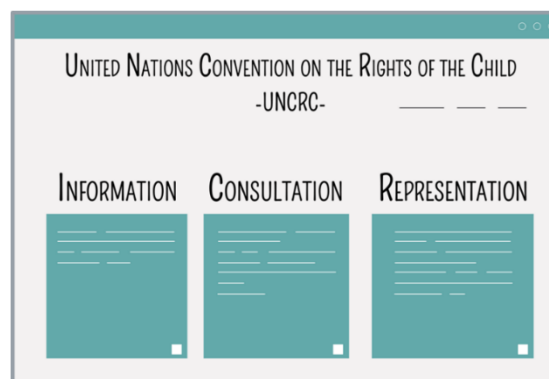 United Nations Convention on the Rights of the Child
-UNCRC-
Information Consultation Representation